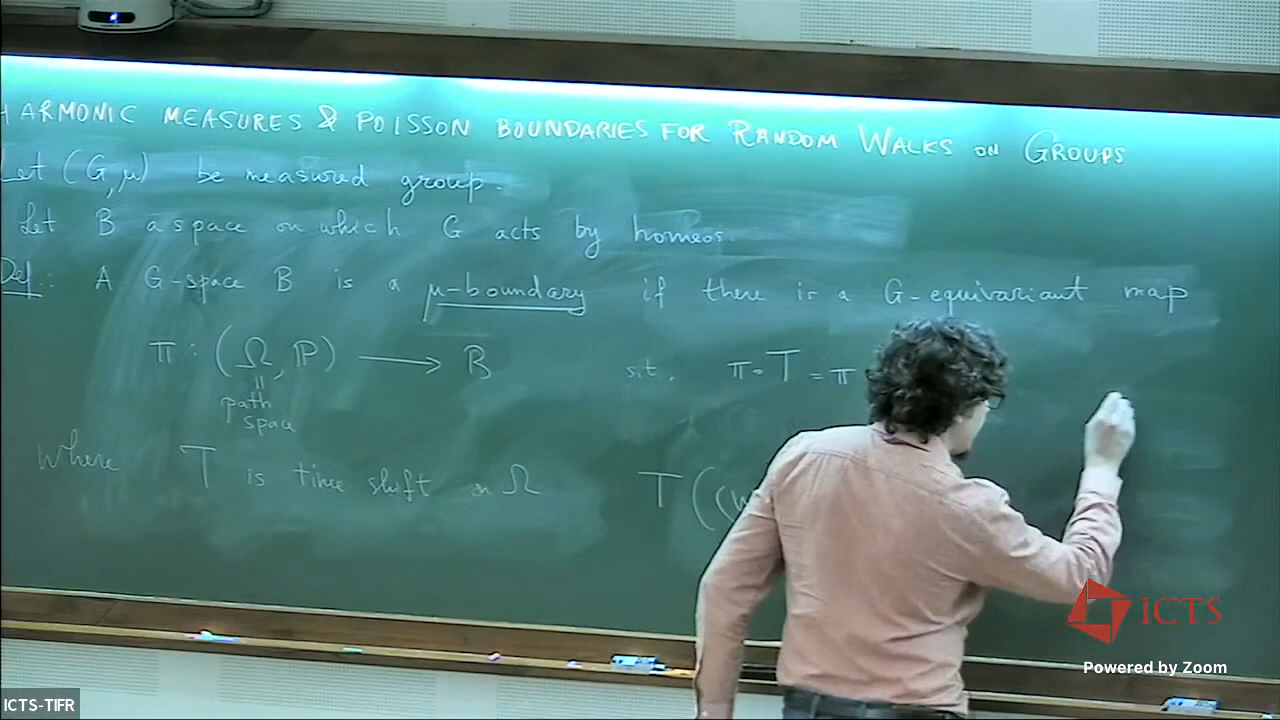 HARMONIC MEASURES & POISSON BOUNDARIES FOR RANDOM WALKS ON GROUPS
Let (G,μ) be measured group.
Let B a space on which G acts by homeos.
Def: A G-space B is a μ-boundary if there is a G-equivariant map
π : (Ω, ℙ) ⟶ B s.t. π∘T = π
=
path
space
where T is time shift on Ω T((w
ICTS
Powered by Zoom
ICTS-TIFR